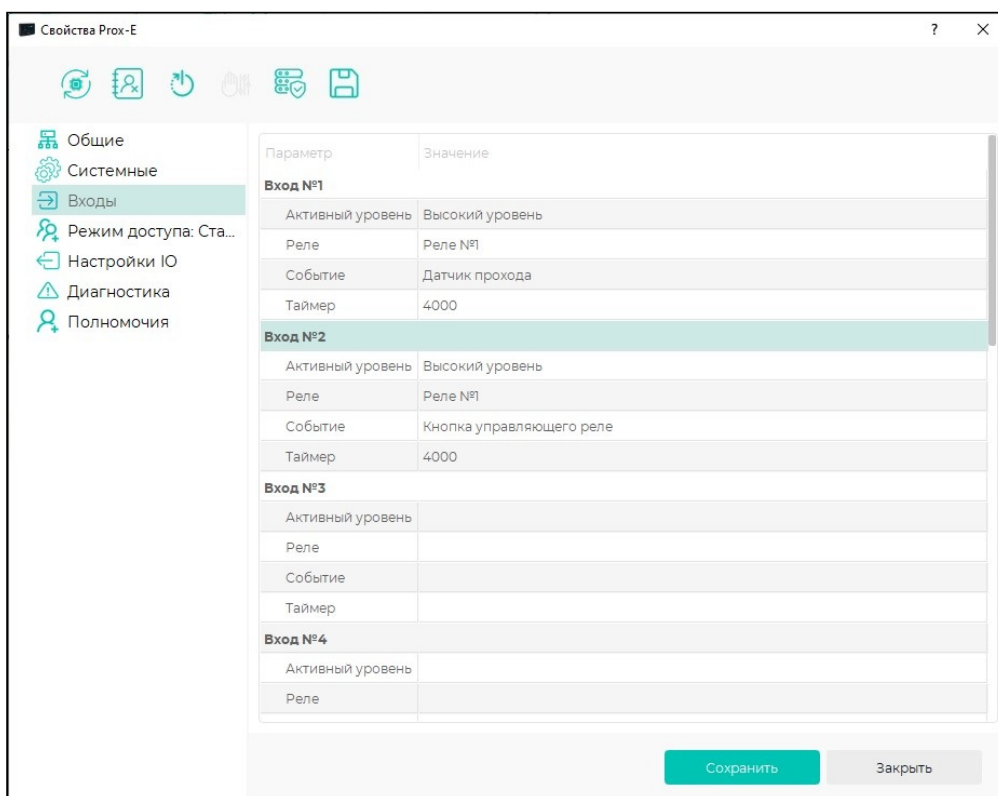 Свойства Prox-E
?
Общие
Системные
Входы
Режим доступа: Ста...
Настройки IO
Диагностика
Полномочия
Параметр Значение
Вход №1
Активный уровень Высокий уровень
Реле Реле №1
Событие Датчик прохода
Таймер 4000
Вход №2
Активный уровень Высокий уровень
Реле Реле №1
Событие Кнопка управляющего реле
Таймер 4000
Вход №3
Активный уровень
Реле
Событие
Таймер
Вход №4
Активный уровень
Реле
Сохранить Закрыть